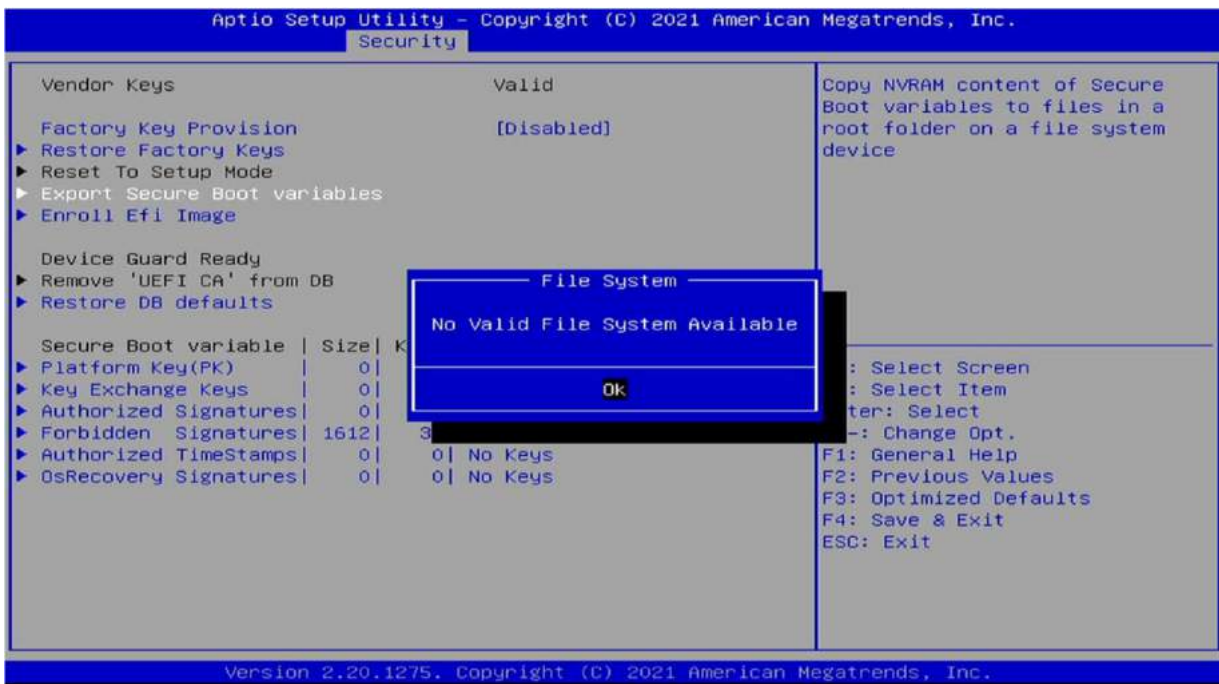 Aptio Setup Utility – Copyright (C) 2021 American Megatrends, Inc.
Security
Vendor Keys Valid
Factory Key Provision [Disabled]
Restore Factory Keys
Reset To Setup Mode
Export Secure Boot variables
Enroll Efi Image
Device Guard Ready
Remove 'UEFI CA' from DB
Restore DB defaults
Secure Boot variable | Size| K
Platform Key(PK) | 0|
Key Exchange Keys | 0|
Authorized Signatures| 0|
Forbidden Signatures| 1612| 3
Authorized TimeStamps| 0| 0| No Keys
OsRecovery Signatures| 0| 0| No Keys
File System
No Valid File System Available
Ok
Copy NVRAM content of Secure
Boot variables to files in a
root folder on a file system
device
: Select Screen
: Select Item
ter: Select
-: Change Opt.
F1: General Help
F2: Previous Values
F3: Optimized Defaults
F4: Save & Exit
ESC: Exit
Version 2.20.1275. Copyright (C) 2021 American Megatrends, Inc.